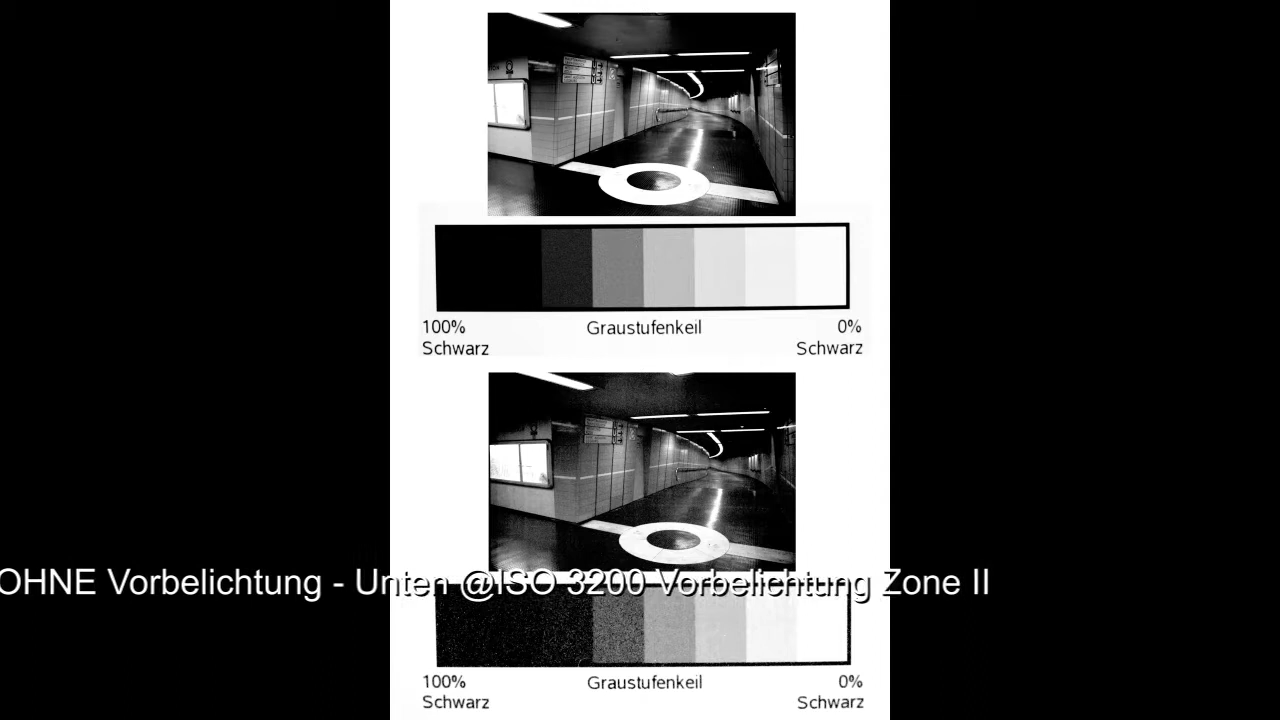 100% Graustufenkeil 0%
Schwarz Schwarz
OHNE Vorbelichtung - Unten @ISO 3200 Vorbelichtung Zone II
100% Graustufenkeil 0%
Schwarz Schwarz